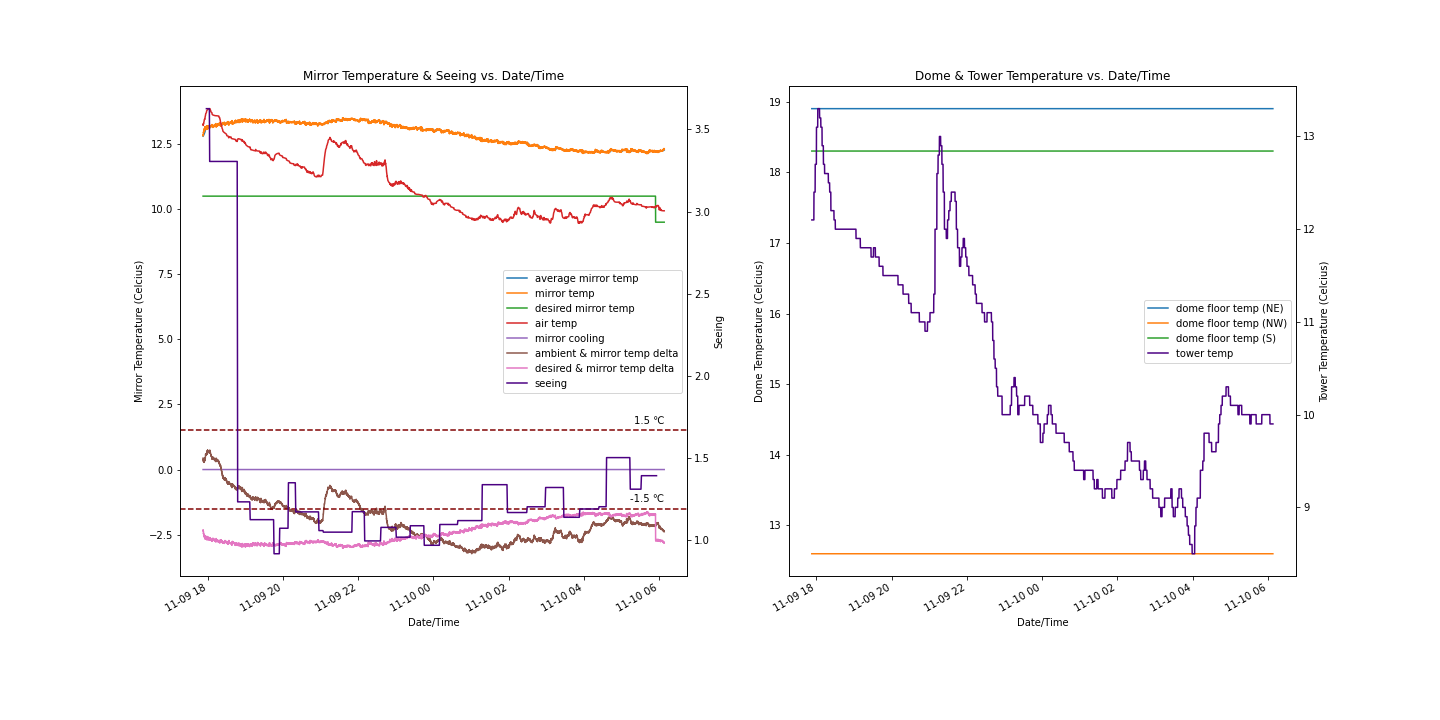 Mirror Temperature & Seeing vs. Date/Time
Mirror Temperature (Celcius)
12.5
10.0
7.5
5.0
2.5
0.0
−2.5
3.5
3.0
2.5
2.0
1.5
1.0
Seeing
average mirror temp
mirror temp
desired mirror temp
air temp
mirror cooling
ambient & mirror temp delta
desired & mirror temp delta
seeing
1.5 °C
-1.5 °C
11-09 18
11-09 20
11-09 22
11-10 00
11-10 02
11-10 04
11-10 06
Date/Time
Dome & Tower Temperature vs. Date/Time
Dome Temperature (Celcius)
19
18
17
16
15
14
13
13
12
11
10
9
Tower Temperature (Celcius)
dome floor temp (NE)
dome floor temp (NW)
dome floor temp (S)
tower temp
11-09 18
11-09 20
11-09 22
11-10 00
11-10 02
11-10 04
11-10 06
Date/Time